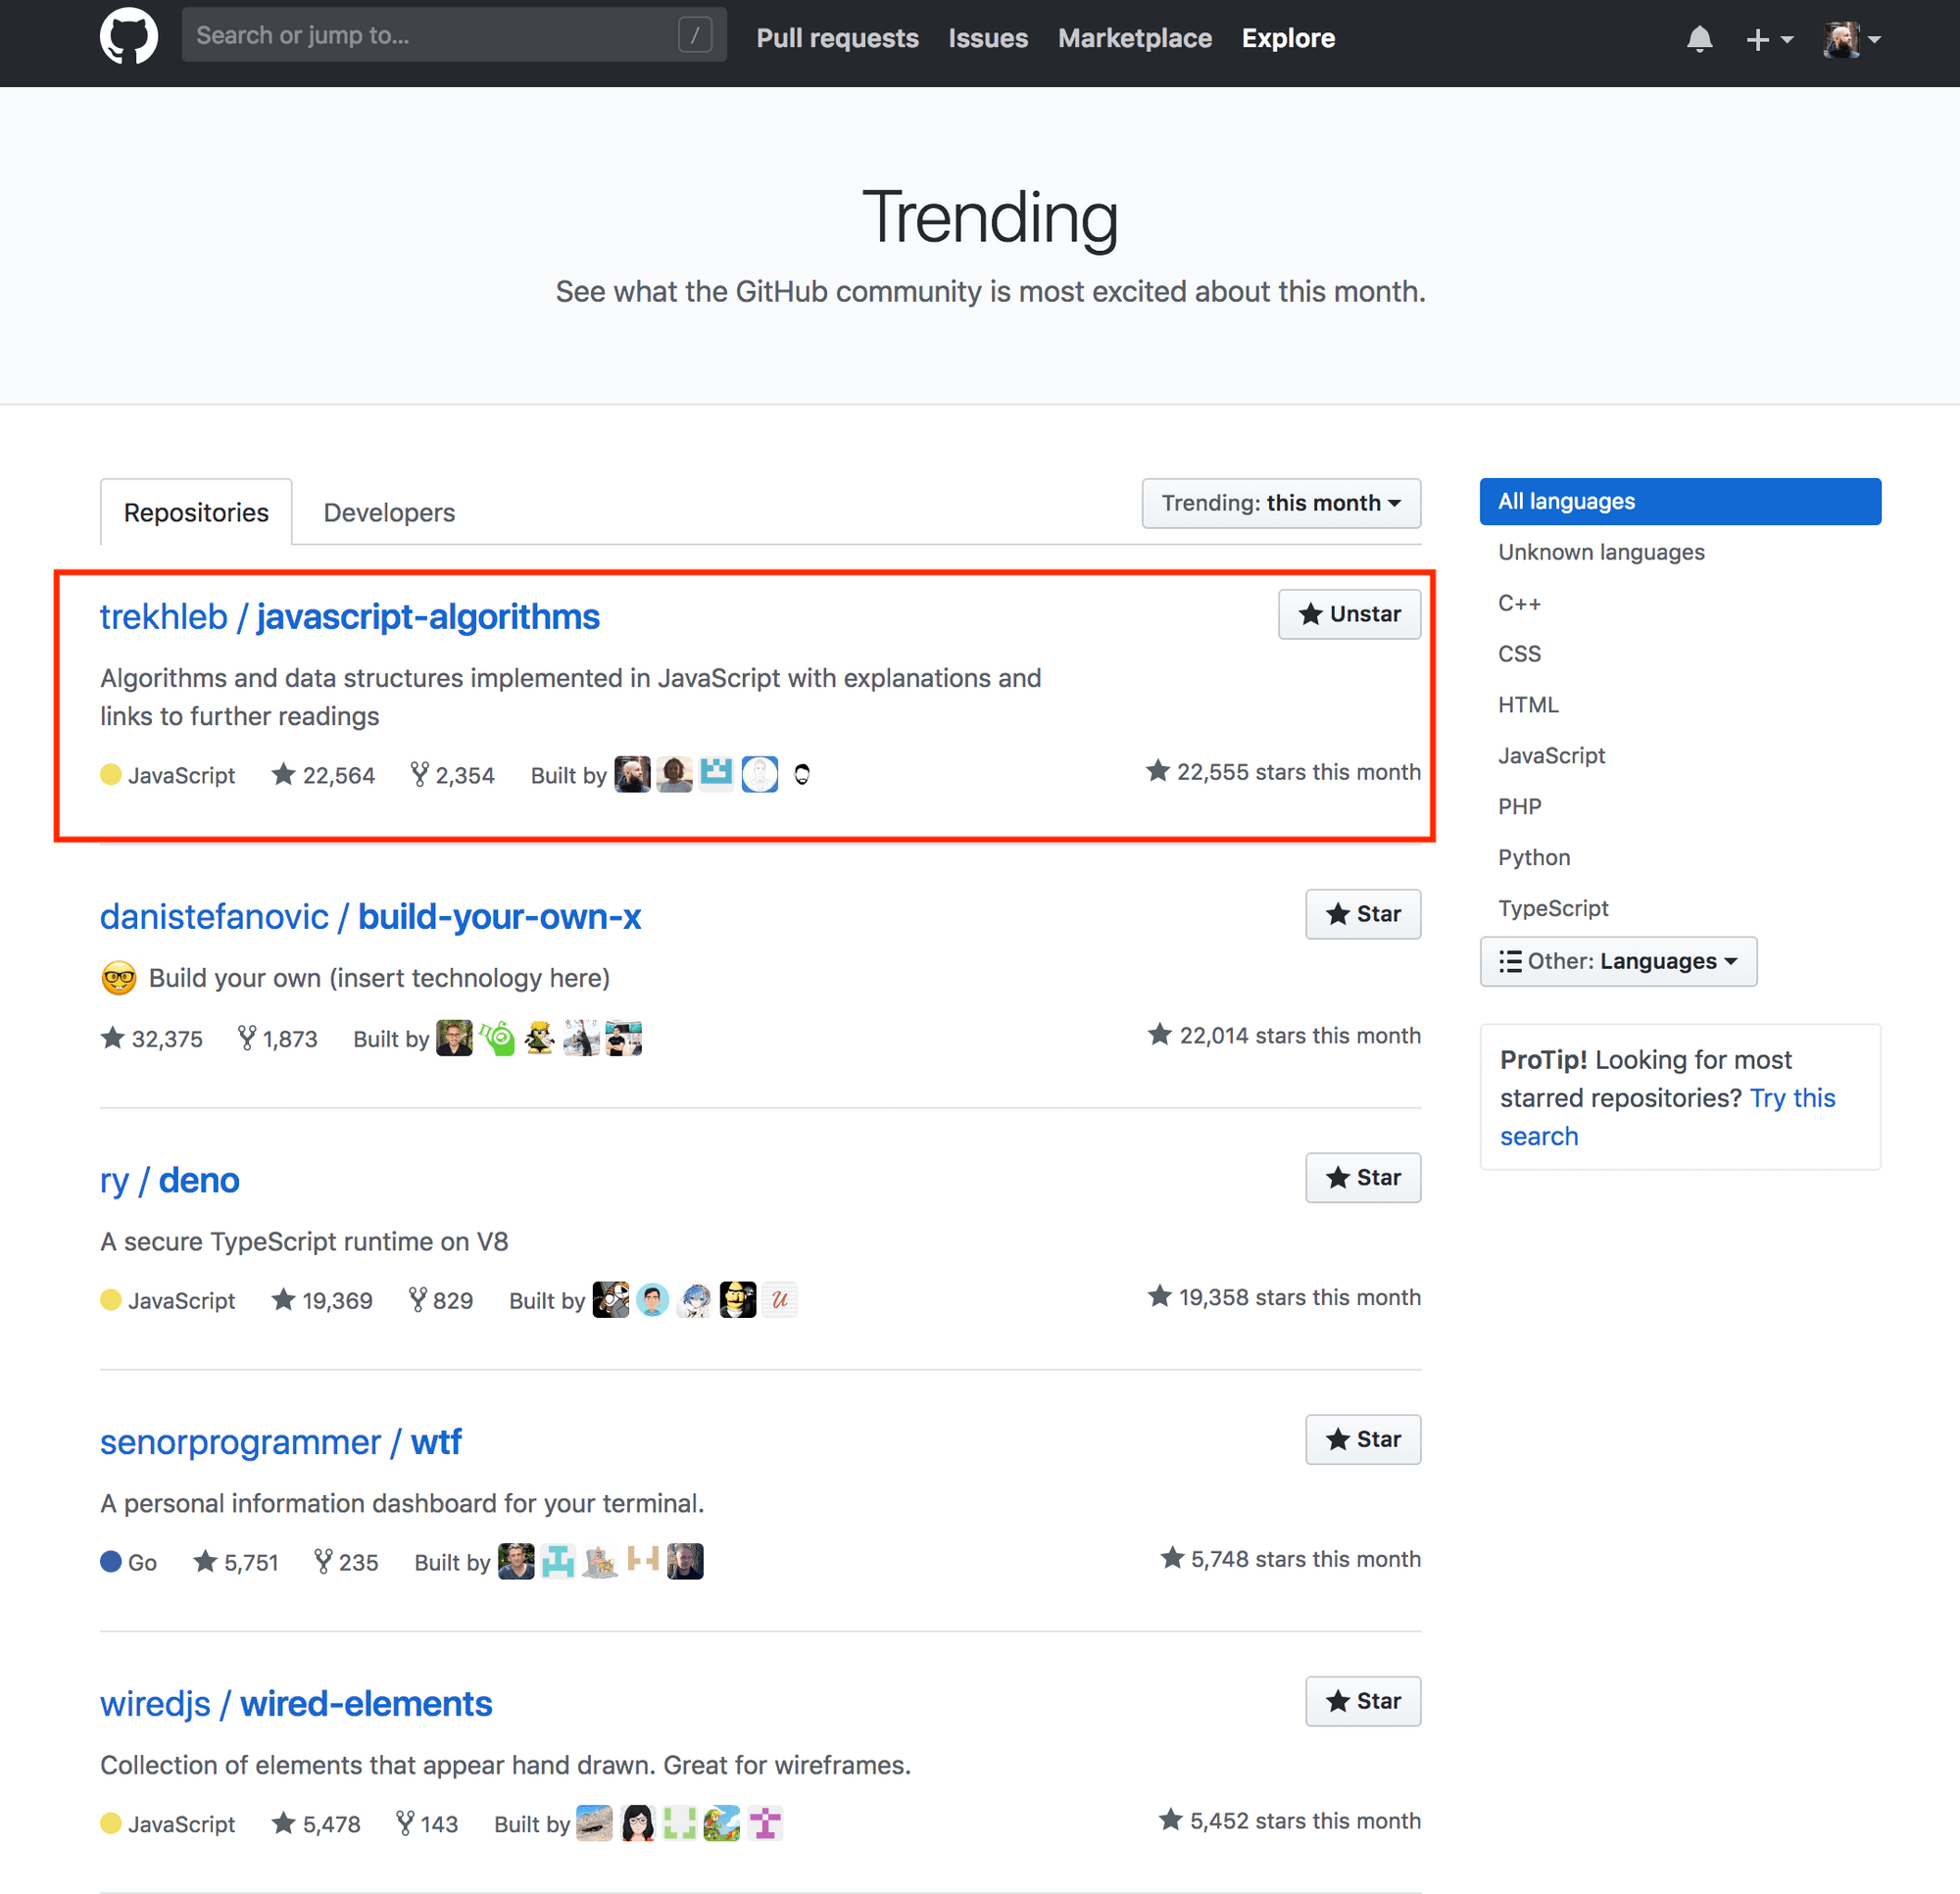 Search or jump to... /
Pull requests Issues Marketplace Explore
Trending
See what the GitHub community is most excited about this month.
Repositories Developers
Trending: this month
trekhleb / javascript-algorithms
Unstar
Algorithms and data structures implemented in JavaScript with explanations and
links to further readings
JavaScript 22,564 2,354 Built by
22,555 stars this month
danistefanovic / build-your-own-x
Star
🤓 Build your own (insert technology here)
32,375 1,873 Built by
22,014 stars this month
ry / deno
Star
A secure TypeScript runtime on V8
JavaScript 19,369 829 Built by
19,358 stars this month
senorprogrammer / wtf
Star
A personal information dashboard for your terminal.
Go 5,751 235 Built by
5,748 stars this month
wiredjs / wired-elements
Star
Collection of elements that appear hand drawn. Great for wireframes.
JavaScript 5,478 143 Built by
5,452 stars this month
All languages
Unknown languages
C++
CSS
HTML
JavaScript
PHP
Python
TypeScript
Other: Languages
ProTip! Looking for most
starred repositories? Try this
search